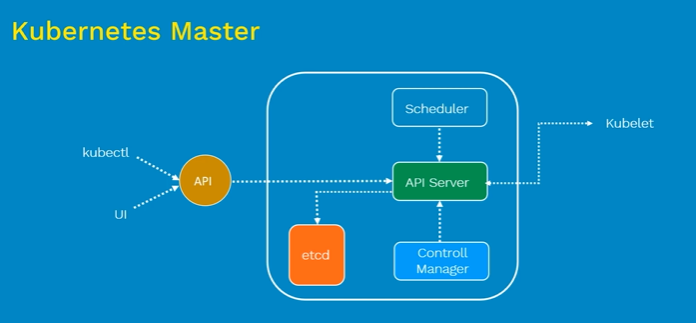 Kubernetes Master
Scheduler
kubectl
Kubelet
API
API Server
UI
etcd
Controll
Manager